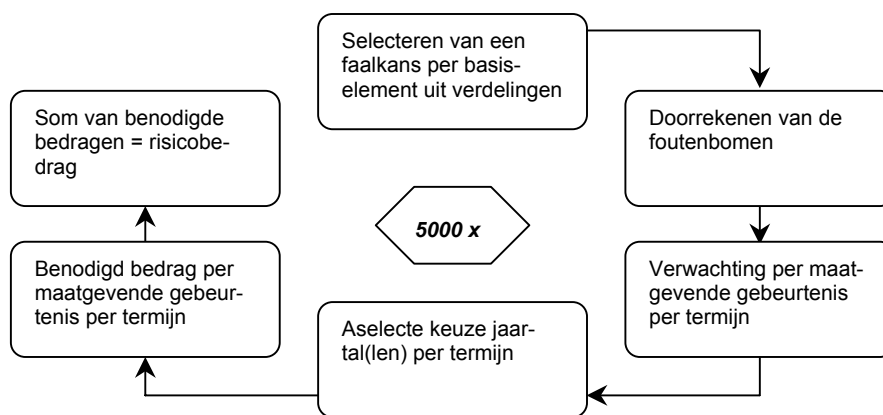 Selecteren van een
faalkans per basis-
element uit verdelingen
Doorrekenen van de
foutenbomen
Verwachting per maat-
gevende gebeurtenis
per termijn
Aselecte keuze jaar-
tal(len) per termijn
Benodigd bedrag per
maatgevende gebeur-
tenis per termijn
Som van benodigde
bedragen = risicobe-
drag
5000 x